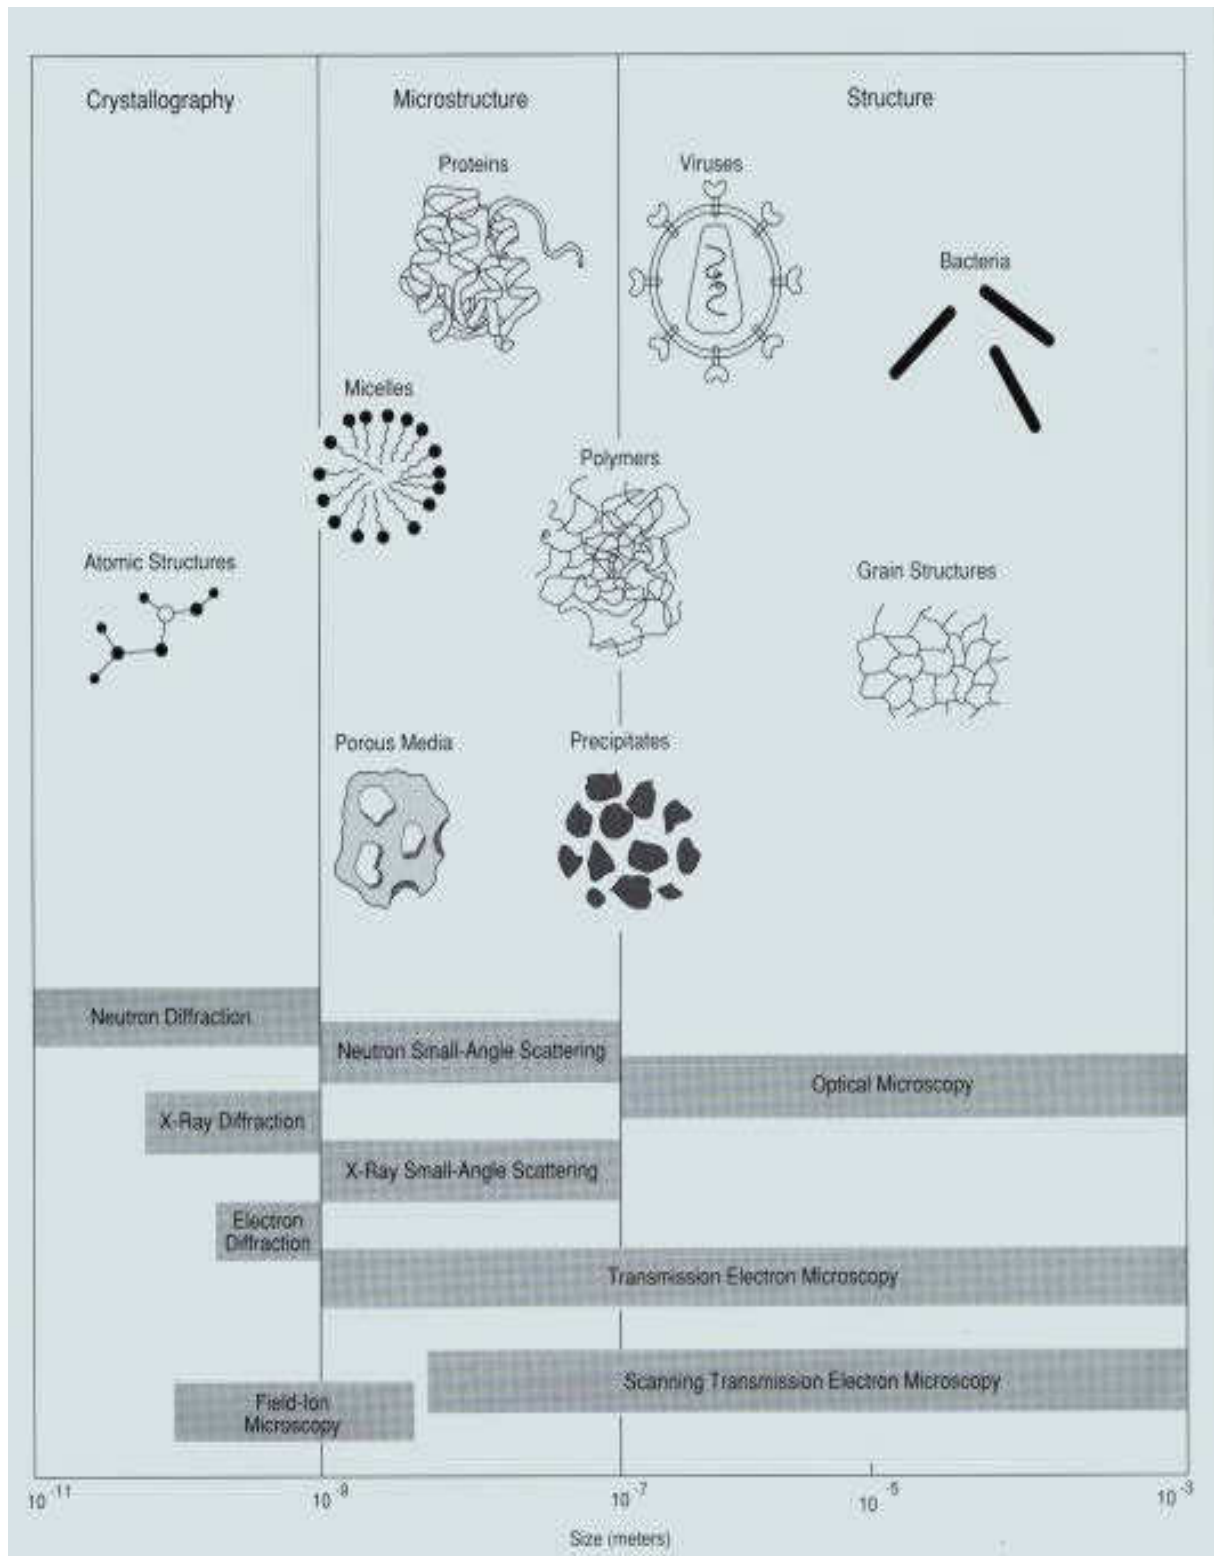 Crystallography
Microstructure
Structure
Proteins
Viruses
Bacteria
Micelles
Polymers
Atomic Structures
Grain Structures
Porous Media
Precipitates
Neutron Diffraction
Neutron Small-Angle Scattering
Optical Microscopy
X-Ray Diffraction
X-Ray Small-Angle Scattering
Electron
Diffraction
Transmission Electron Microscopy
Scanning Transmission Electron Microscopy
Field-Ion
Microscopy
10⁻¹¹
10⁻⁹
10⁻⁷
10⁻⁵
10⁻³
Size (meters)